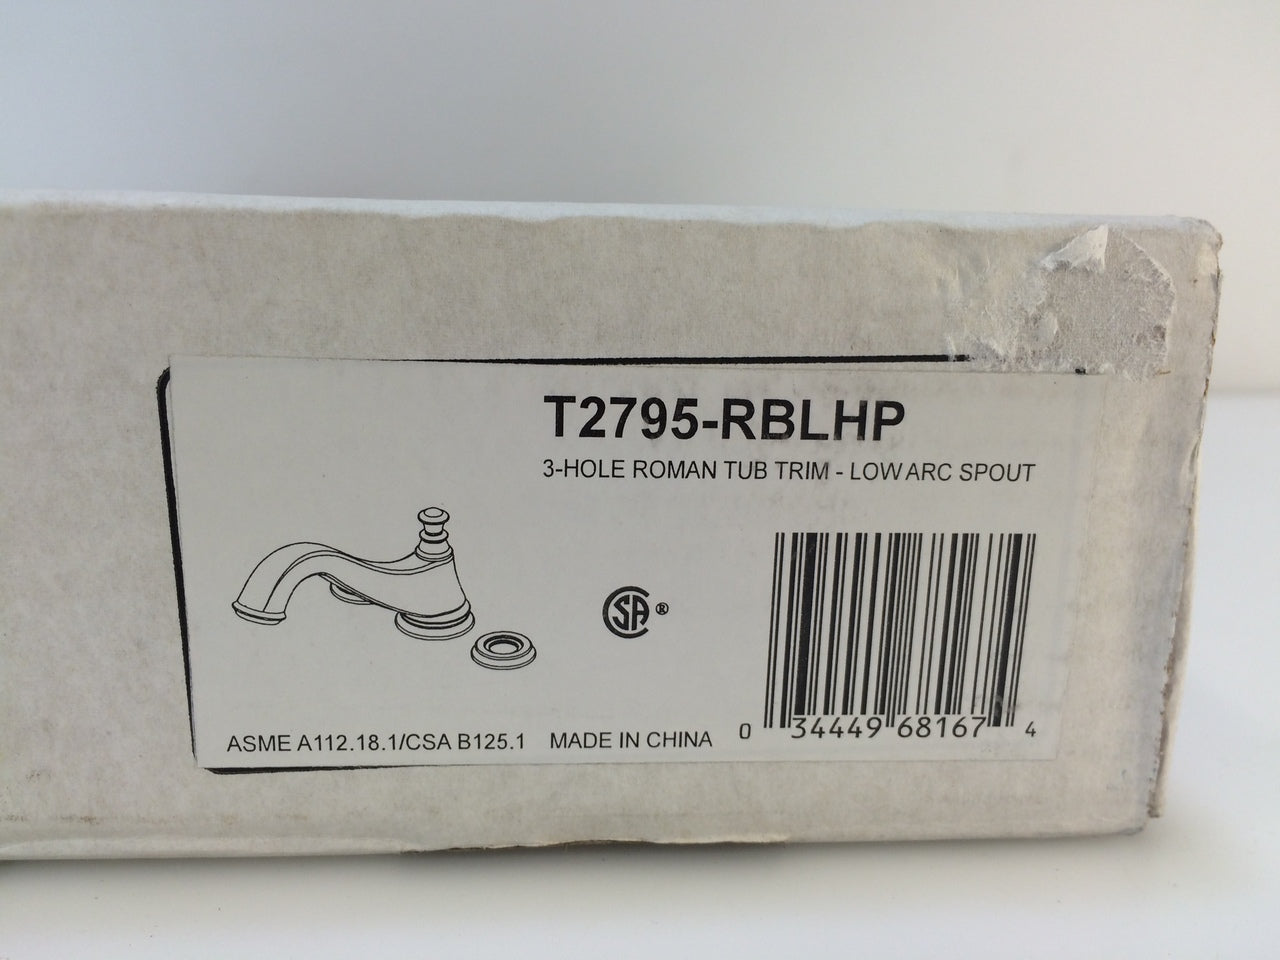 T2795-RBLHP
3-HOLE ROMAN TUB TRIM - LOW ARC SPOUT
SA ®
ASME A112.18.1/CSA B125.1 MADE IN CHINA
0 34449 68167 4